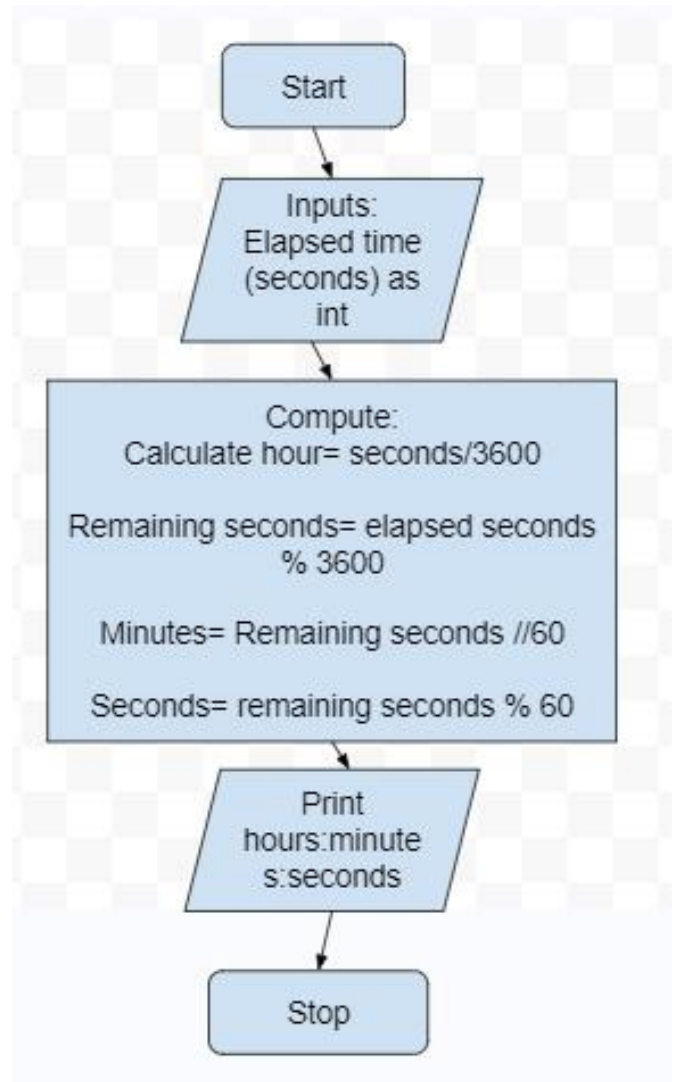 Start
Inputs:
Elapsed time
(seconds) as
int
Compute:
Calculate hour= seconds/3600
Remaining seconds= elapsed seconds
% 3600
Minutes= Remaining seconds //60
Seconds= remaining seconds % 60
Print
hours:minute
s:seconds
Stop